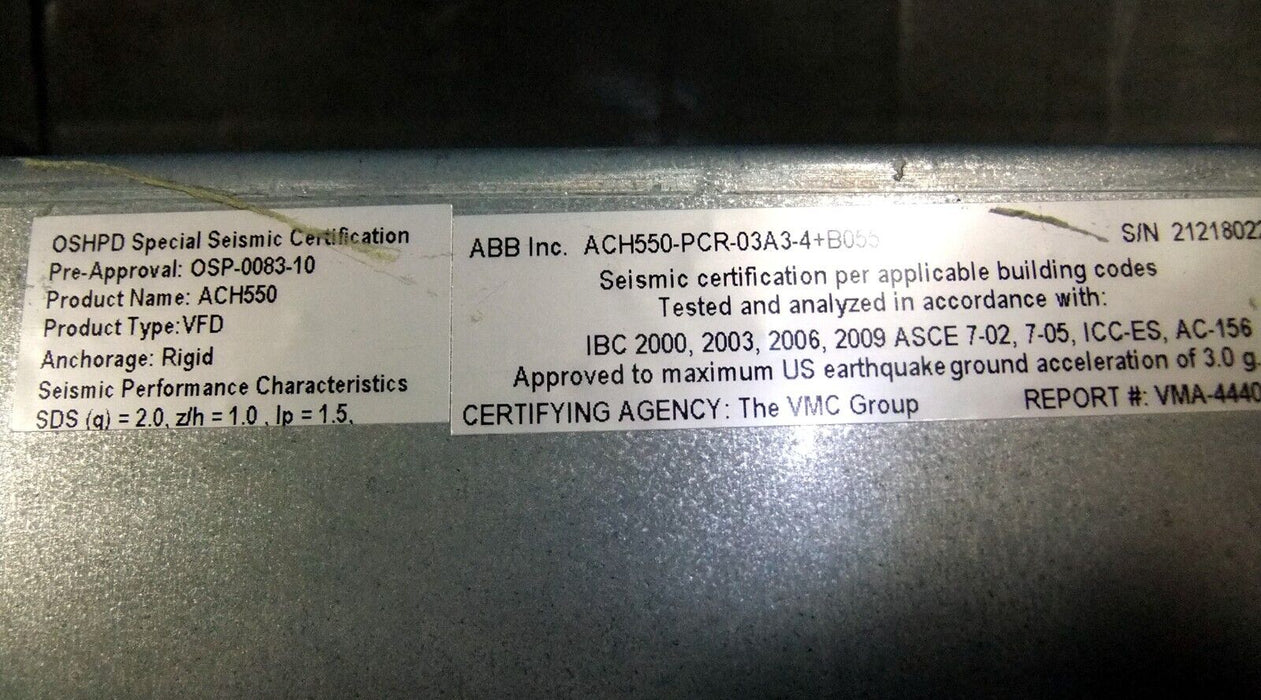 OSHPD Special Seismic Certification
Pre-Approval: OSP-0083-10
Product Name: ACH550
Product Type:VFD
Anchorage: Rigid
Seismic Performance Characteristics
SDS (g) = 2.0, z/h = 1.0 , Ip = 1.5,
ABB Inc. ACH550-PCR-03A3-4+B055 S/N 2121802
Seismic certification per applicable building codes
Tested and analyzed in accordance with:
IBC 2000, 2003, 2006, 2009 ASCE 7-02, 7-05, ICC-ES, AC-156
Approved to maximum US earthquake ground acceleration of 3.0 g.
CERTIFYING AGENCY: The VMC Group REPORT #: VMA-4440